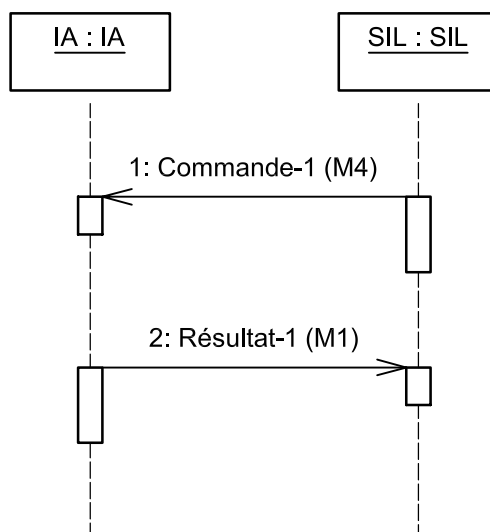 IA : IA
SIL : SIL
1: Commande-1 (M4)
2: Résultat-1 (M1)